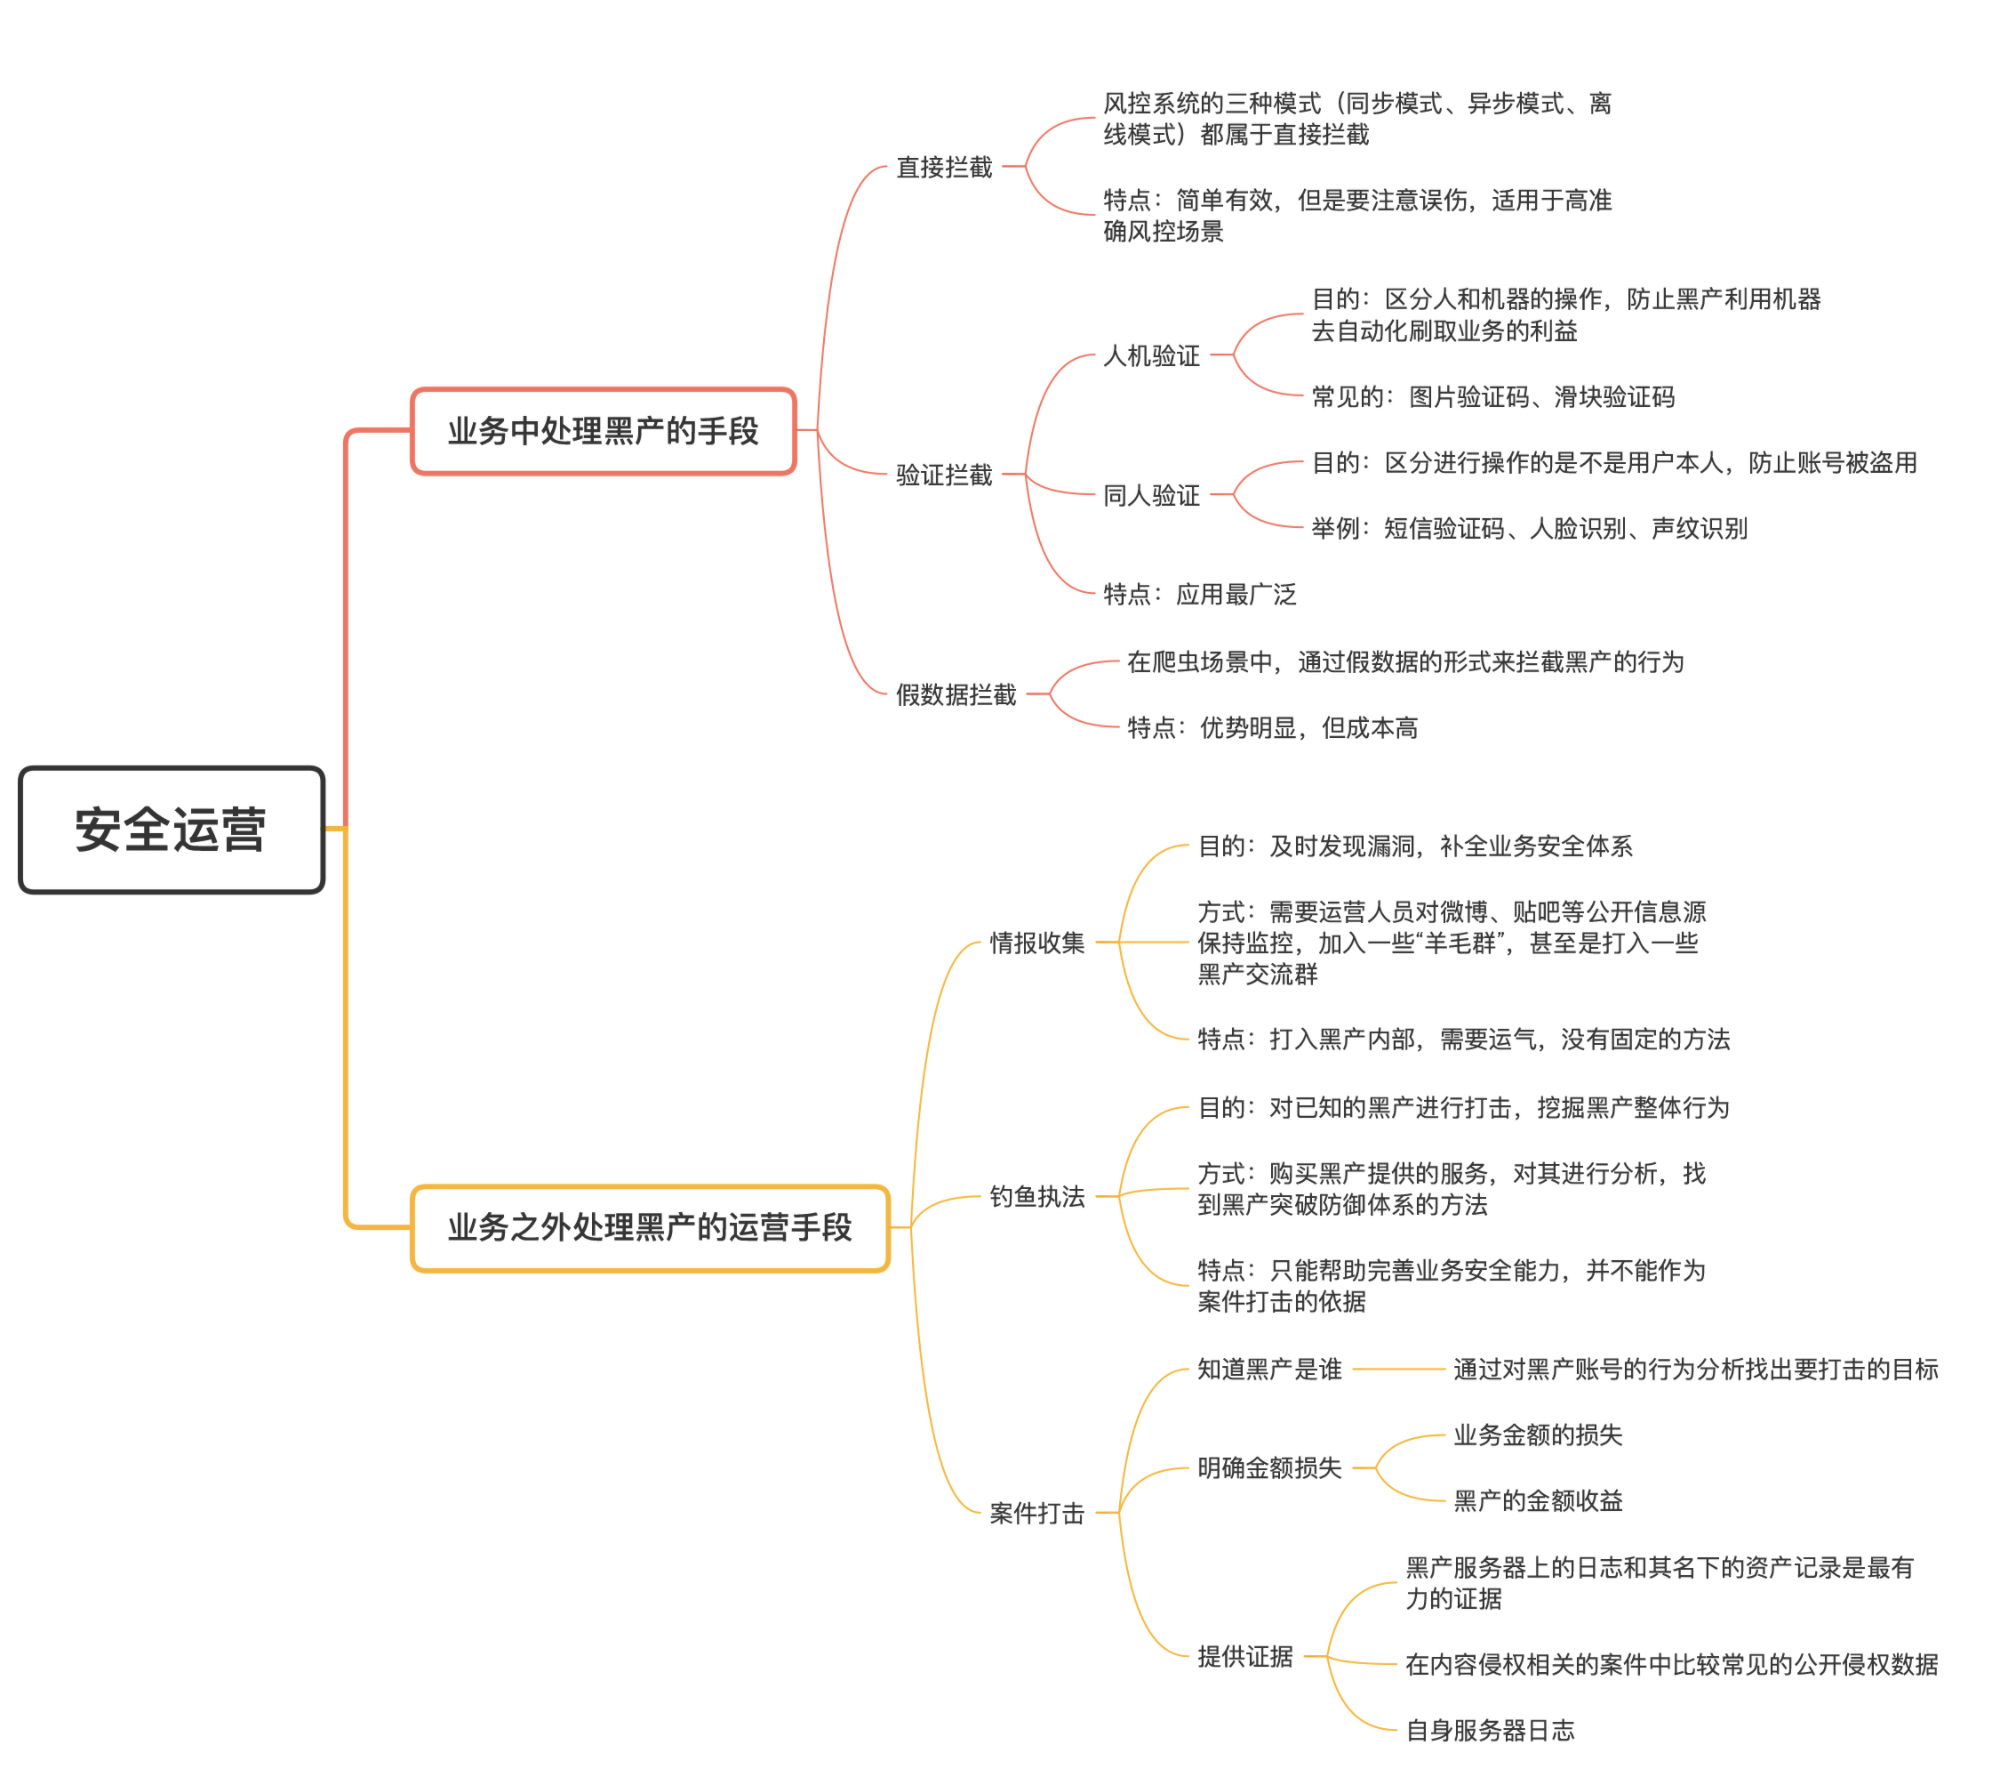 安全运营
业务中处理黑产的手段
直接拦截
风控系统的三种模式（同步模式、异步模式、离
线模式）都属于直接拦截
特点：简单有效，但是要注意误伤，适用于高准
确风控场景
验证拦截
人机验证
目的：区分人和机器的操作，防止黑产利用机器
去自动化刷取业务的利益
常见的：图片验证码、滑块验证码
同人验证
目的：区分进行操作的是不是用户本人，防止账号被盗用
举例：短信验证码、人脸识别、声纹识别
特点：应用最广泛
假数据拦截
在爬虫场景中，通过假数据的形式来拦截黑产的行为
特点：优势明显，但成本高
业务之外处理黑产的运营手段
情报收集
目的：及时发现漏洞，补全业务安全体系
方式：需要运营人员对微博、贴吧等公开信息源
保持监控，加入一些“羊毛群”，甚至是打入一些
黑产交流群
特点：打入黑产内部，需要运气，没有固定的方法
钓鱼执法
目的：对已知的黑产进行打击，挖掘黑产整体行为
方式：购买黑产提供的服务，对其进行分析，找
到黑产突破防御体系的方法
特点：只能帮助完善业务安全能力，并不能作为
案件打击的依据
案件打击
知道黑产是谁
通过对黑产账号的行为分析找出要打击的目标
明确金额损失
业务金额的损失
黑产的金额收益
提供证据
黑产服务器上的日志和其名下的资产记录是最有
力的证据
在内容侵权相关的案件中比较常见的公开侵权数据
自身服务器日志